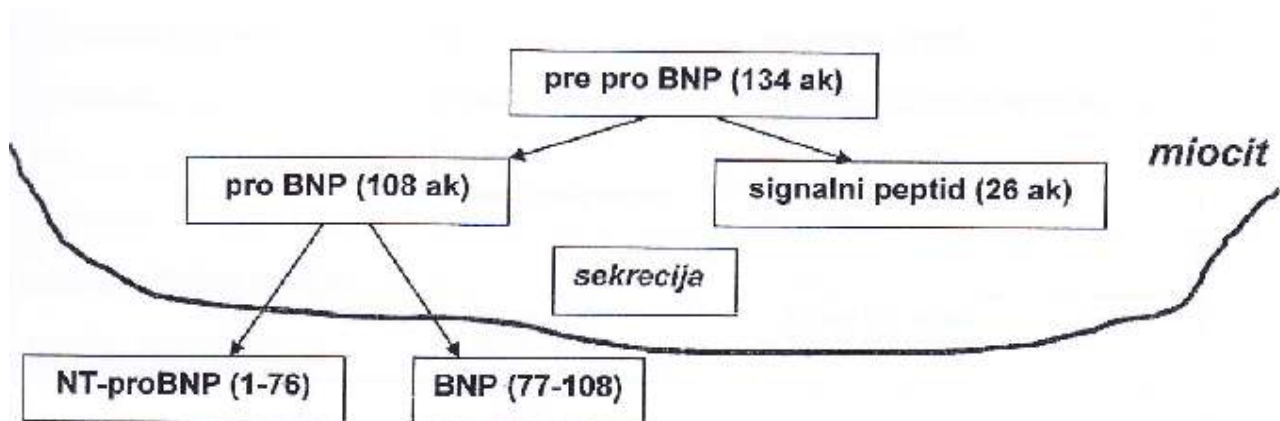 pre pro BNP (134 ak)
miocit
pro BNP (108 ak)
signalni peptid (26 ak)
sekrecija
NT-proBNP (1-76)
BNP (77-108)